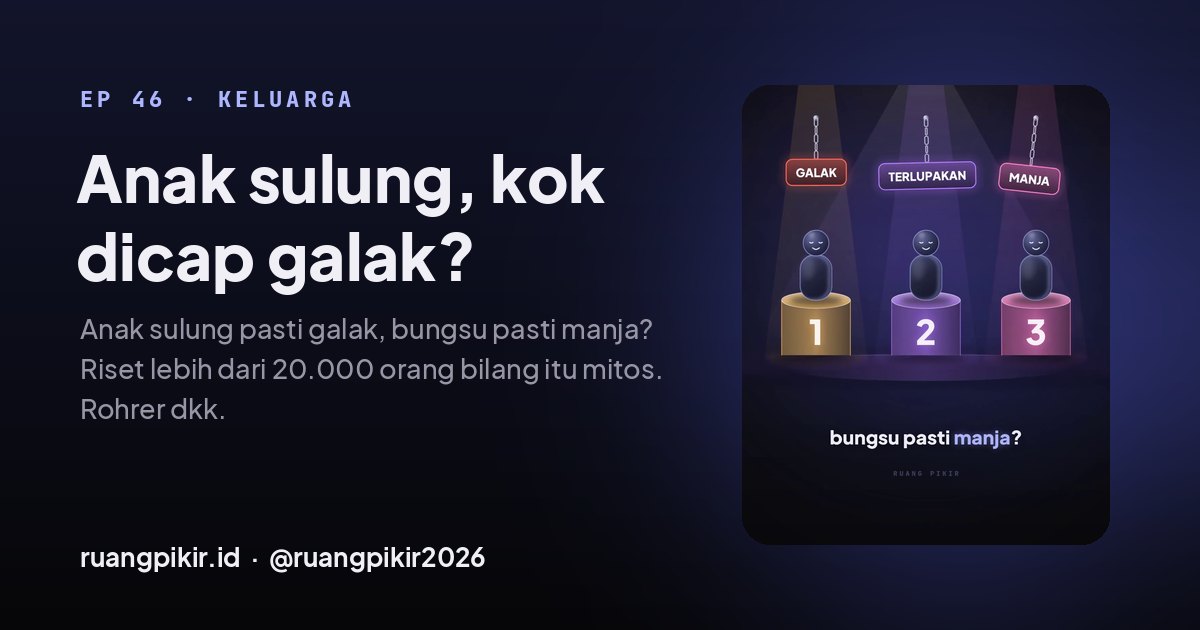 EP 46 · KELUARGA
Anak sulung, kok
dicap galak?
Anak sulung pasti galak, bungsu pasti manja?
Riset lebih dari 20.000 orang bilang itu mitos.
Rohrer dkk.
ruangpikir.id · @ruangpikir2026
GALAK
TERLUPAKAN
MANJA
1
2
3
bungsu pasti manja?
RUANG PIKIR